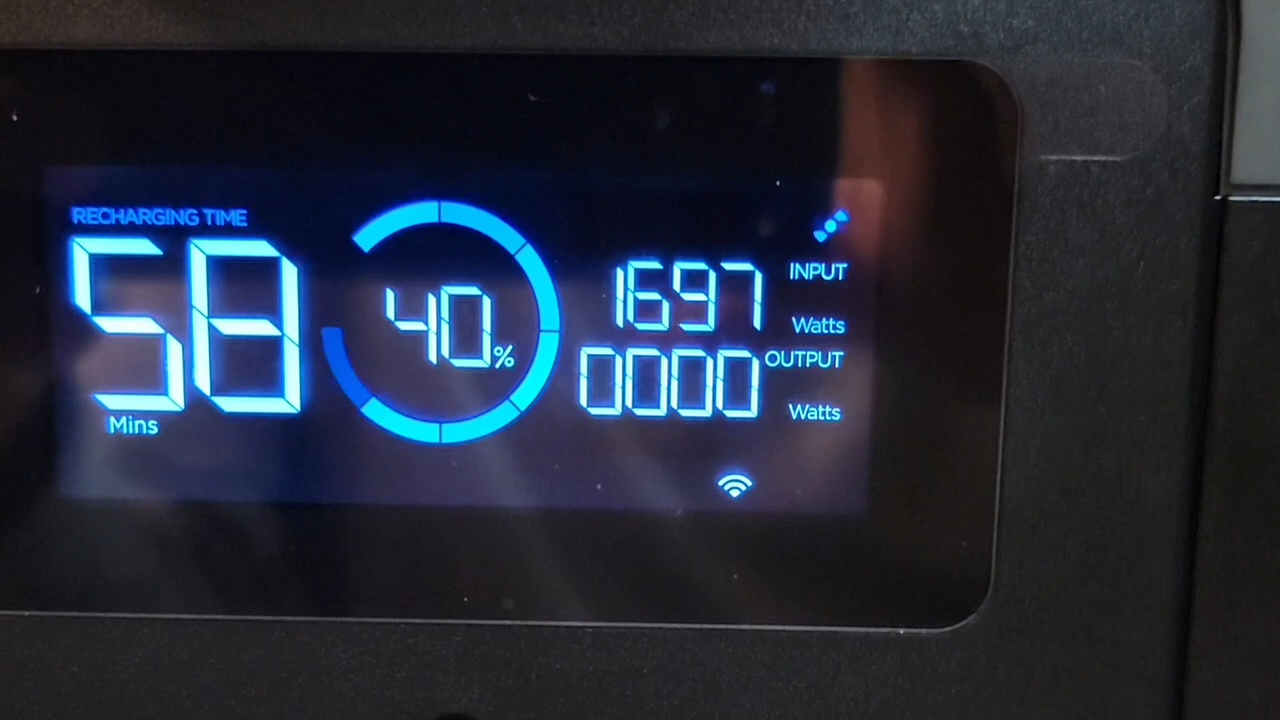 RECHARGING TIME
58
Mins
40%
1697
INPUT
Watts
0000
OUTPUT
Watts